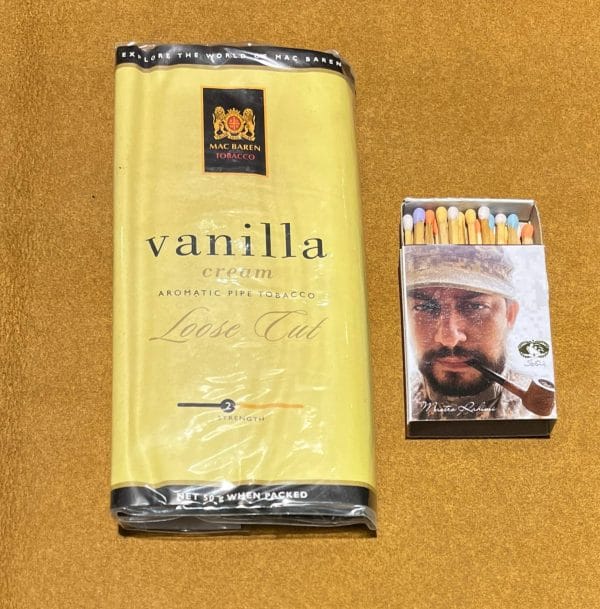 EXPLORE THE WORLD OF MAC BAREN
MAC BAREN
TOBACCO
vanilla
cream
AROMATIC PIPE TOBACCO
Loose Cut
2
STRENGTH
NET 50 g WHEN PACKED